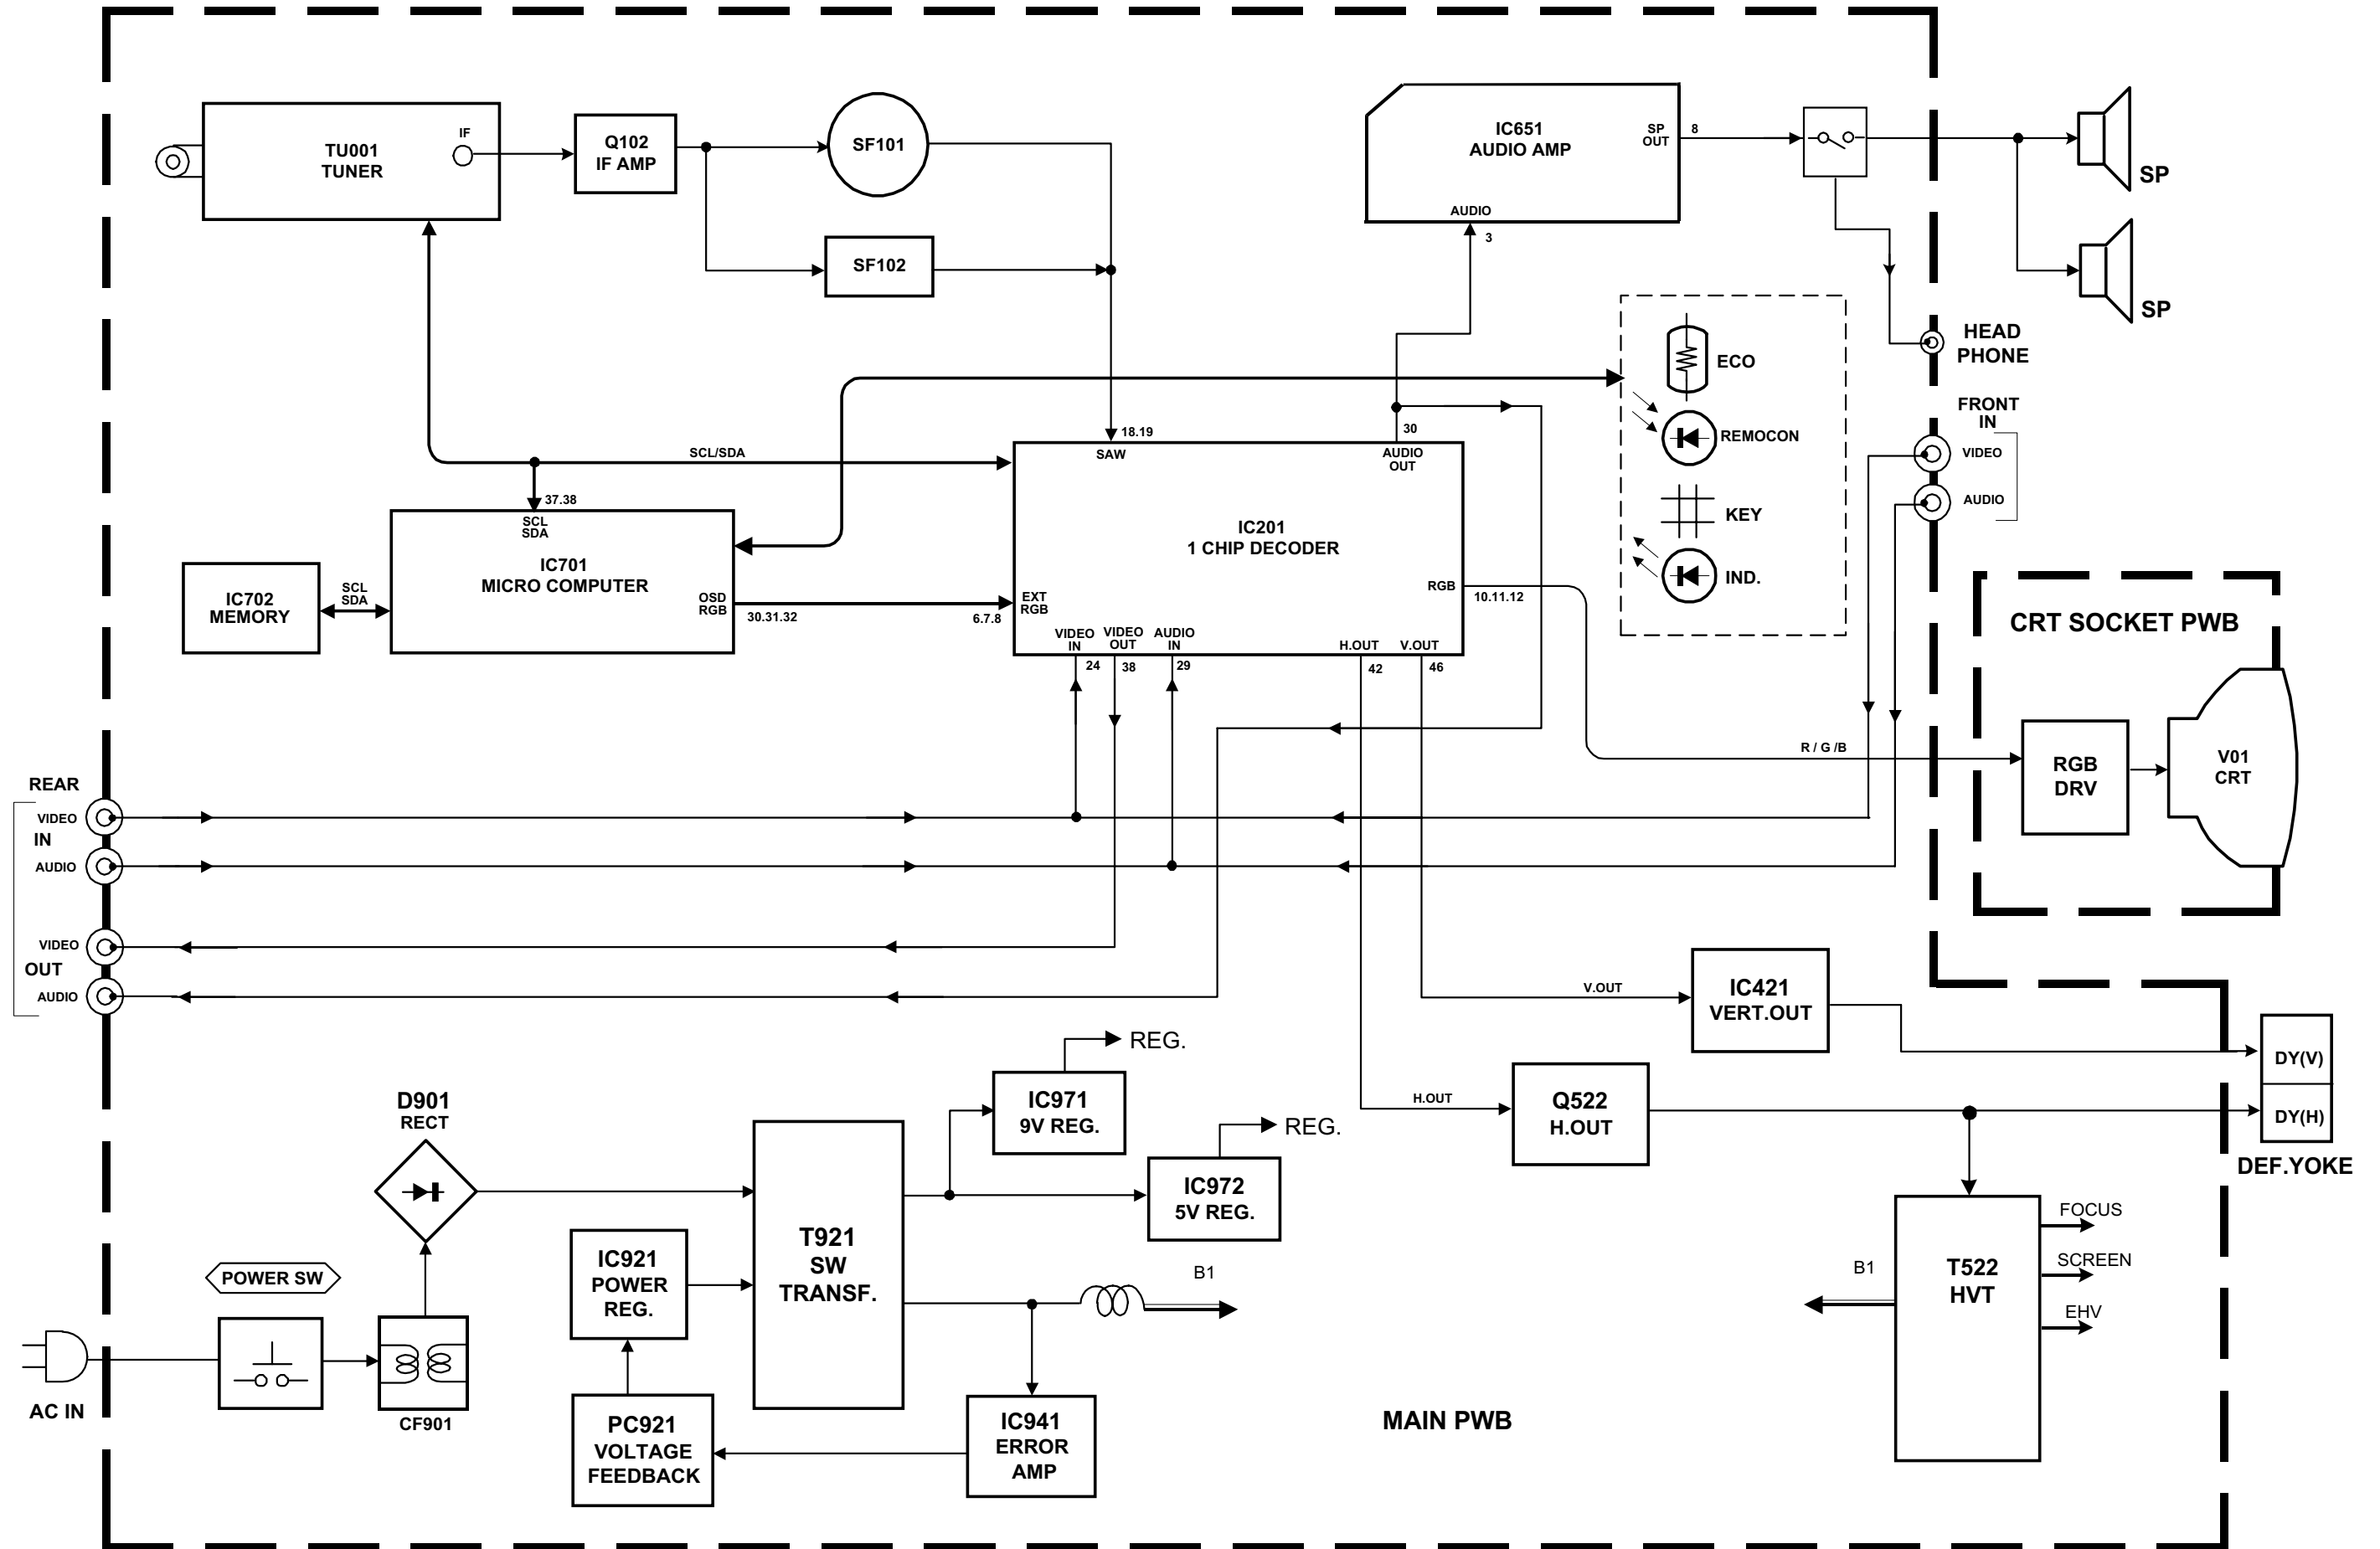 TU001
TUNER
IF
Q102
IF AMP
SF101
SF102
IC651
AUDIO AMP
SP
OUT
8
AUDIO
3
SP
SP
HEAD
PHONE
ECO
REMOCON
KEY
IND.
FRONT
IN
VIDEO
AUDIO
SCL/SDA
18.19
SAW
30
AUDIO
OUT
37.38
SCL
SDA
IC701
MICRO COMPUTER
OSD
RGB
30.31.32
IC702
MEMORY
SCL
SDA
IC201
1 CHIP DECODER
6.7.8
EXT
RGB
RGB
10.11.12
VIDEO
IN
24
VIDEO
OUT
38
AUDIO
IN
29
H.OUT
42
V.OUT
46
CRT SOCKET PWB
R / G /B
RGB
DRV
V01
CRT
REAR
VIDEO
IN
AUDIO
VIDEO
OUT
AUDIO
V.OUT
IC421
VERT.OUT
H.OUT
Q522
H.OUT
DY(V)
DY(H)
DEF.YOKE
REG.
IC971
9V REG.
REG.
IC972
5V REG.
D901
RECT
T921
SW
TRANSF.
IC921
POWER
REG.
POWER SW
B1
B1
T522
HVT
FOCUS
SCREEN
EHV
AC IN
CF901
PC921
VOLTAGE
FEEDBACK
IC941
ERROR
AMP
MAIN PWB